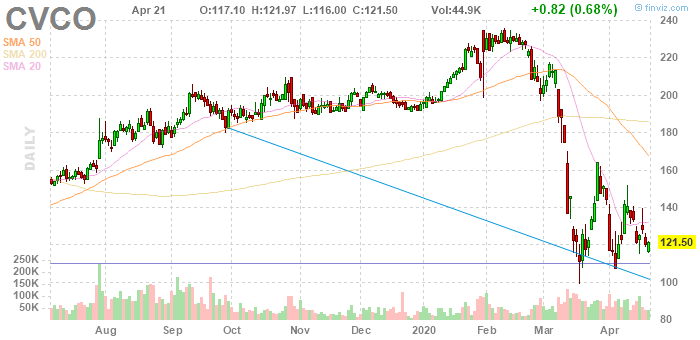 CVCO Apr 21 O:117.10 H:121.97 L:116.00 C:121.50 Vol:44.9K +0.82 (0.68%) © finviz.com
SMA 50
SMA 200
SMA 20
DAILY
240
220
200
180
160
140
121.50
120
100
80
250K
200K
150K
100K
50K
Aug Sep Oct Nov Dec 2020 Feb Mar Apr